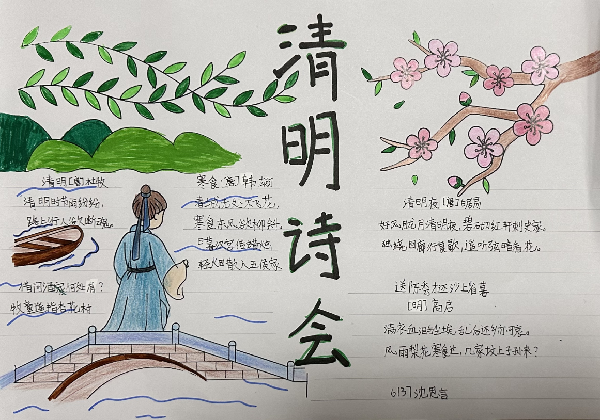 清明诗会
清明[唐]杜牧
清明时节雨纷纷,
路上行人欲断魂。
借问酒家何处有?
牧童遥指杏花村
寒食[唐]韩翃
春城无处不飞花,
寒食东风御柳斜。
日暮汉宫传蜡烛,
轻烟散入五侯家
清明夜[唐]白居易
好风胧月清明夜,碧砌红轩刺史家。
独绕回廊行复歇,遥听弦暗看花。
送陈秀才还沙上省墓
[明]高启
满衣血泪与尘埃,乱后还乡亦可哀。
风雨梨花寒食过,几家坟上子孙来?
6(3)沈思言